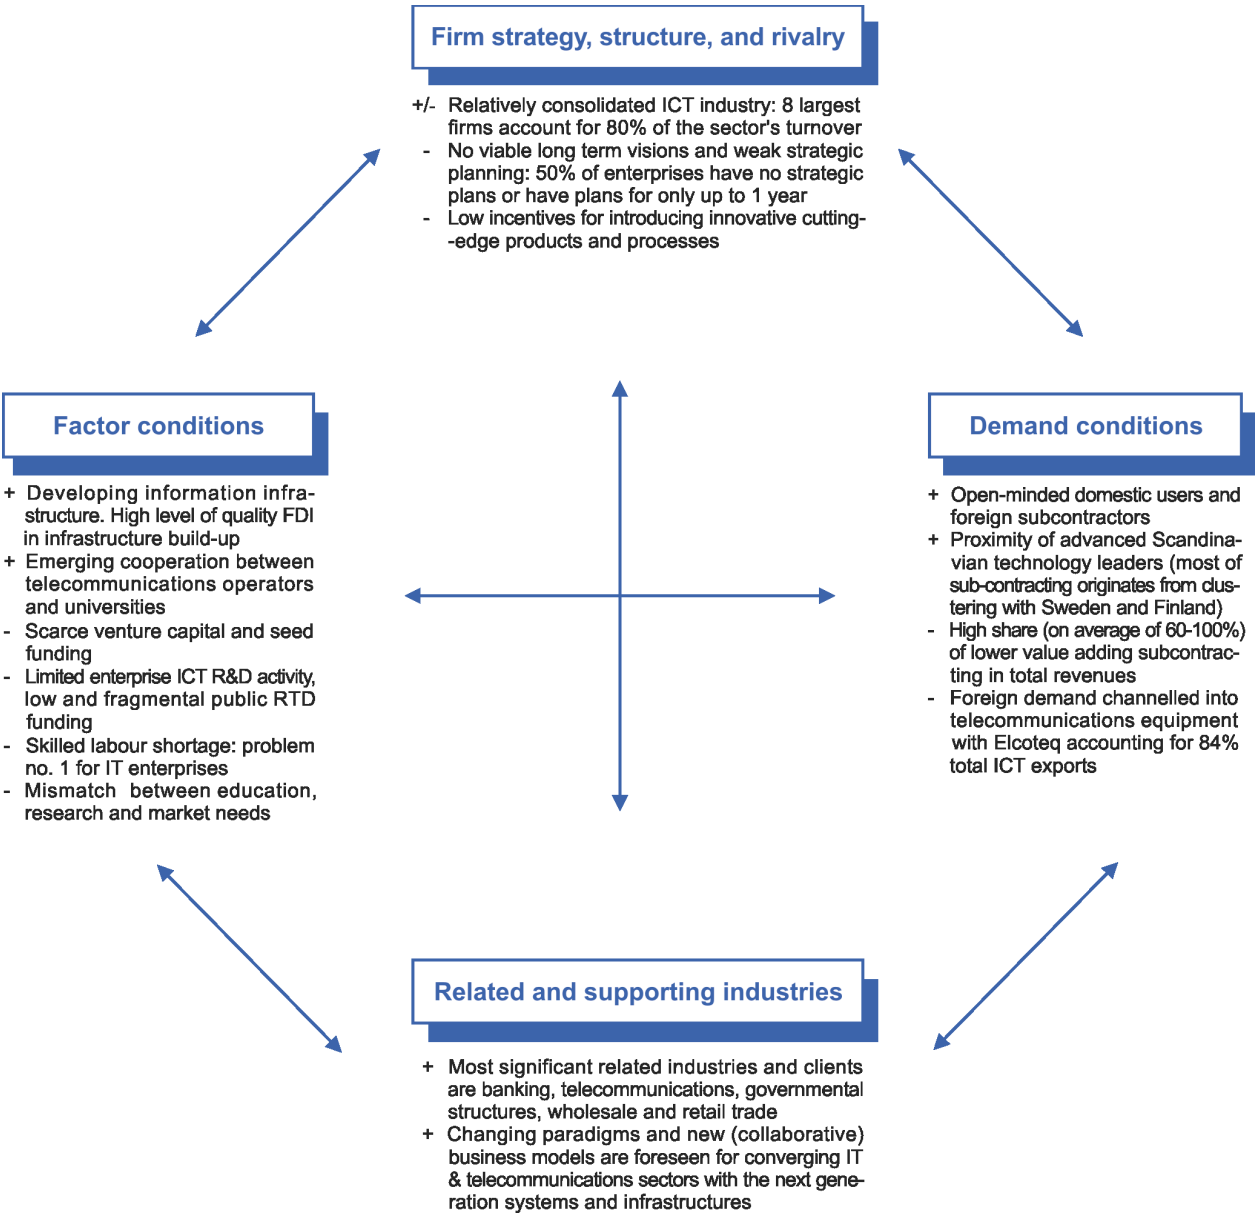 Firm strategy, structure, and rivalry
+/- Relatively consolidated ICT industry: 8 largest
firms account for 80% of the sector's turnover
- No viable long term visions and weak strategic
planning: 50% of enterprises have no strategic
plans or have plans for only up to 1 year
- Low incentives for introducing innovative cutting-
-edge products and processes
Factor conditions
+ Developing information infra-
structure. High level of quality FDI
in infrastructure build-up
+ Emerging cooperation between
telecommunications operators
and universities
- Scarce venture capital and seed
funding
- Limited enterprise ICT R&D activity,
low and fragmental public RTD
funding
- Skilled labour shortage: problem
no. 1 for IT enterprises
- Mismatch between education,
research and market needs
Demand conditions
+ Open-minded domestic users and
foreign subcontractors
+ Proximity of advanced Scandina-
vian technology leaders (most of
sub-contracting originates from clus-
tering with Sweden and Finland)
- High share (on average of 60-100%)
of lower value adding subcontrac-
ting in total revenues
- Foreign demand channelled into
telecommunications equipment
with Elcoteq accounting for 84%
total ICT exports
Related and supporting industries
+ Most significant related industries and clients
are banking, telecommunications, governmental
structures, wholesale and retail trade
+ Changing paradigms and new (collaborative)
business models are foreseen for converging IT
& telecommunications sectors with the next gene-
ration systems and infrastructures